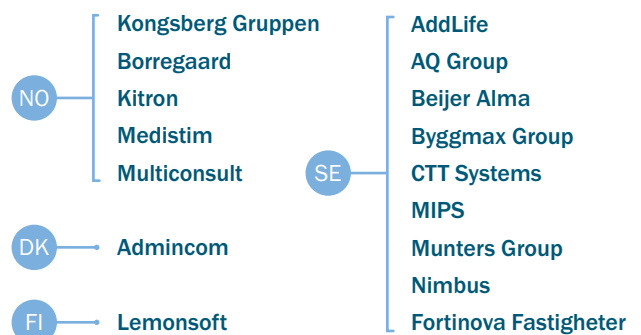 NO
Kongsberg Gruppen
Borregaard
Kitron
Medistim
Multiconsult
DK
Admincom
FI
Lemonsoft
SE
AddLife
AQ Group
Beijer Alma
Byggmax Group
CTT Systems
MIPS
Munters Group
Nimbus
Fortinova Fastigheter